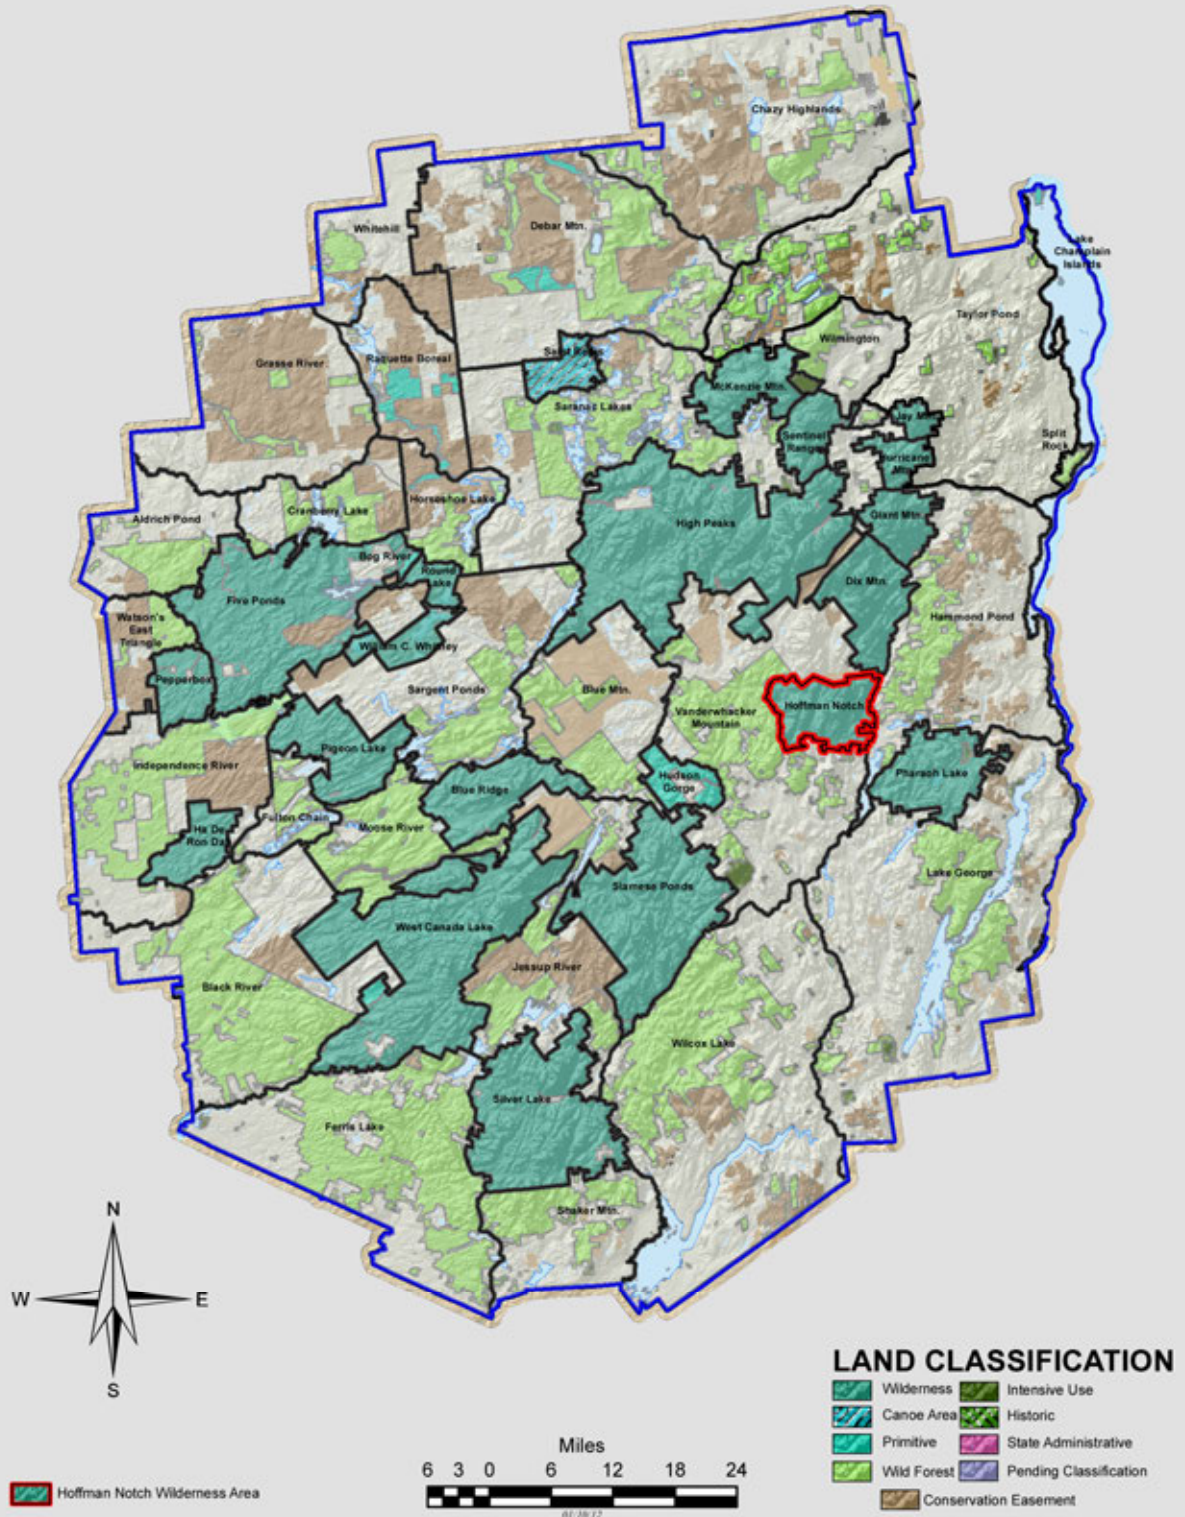 Chazy Highlands
Whitehill
Debar Mtn.
Lake
Champlain
Islands
Taylor Pond
Grasse River
Raquette Boreal
Wilmington
Saint Regis
McKenzie Mtn.
Saranac Lakes
Jay Mtn.
Sentinel
Range
Hurricane
Mtn.
Split
Rock
Aldrich Pond
Cranberry Lake
Horseshoe Lake
High Peaks
Giant Mtn.
Bog River
Round
Lake
Dix Mtn.
Five Ponds
Watson's
East
Triangle
William C. Whitney
Hammond Pond
Pepperbox
Sargent Ponds
Blue Mtn.
Vanderwhacker
Mountain
Hoffman Notch
Independence River
Pigeon Lake
Blue Ridge
Hudson
Gorge
Pharaoh Lake
Ha De
Ron Dah
Fulton Chain
Moose River
Siamese Ponds
Lake George
West Canada Lake
Jessup River
Black River
Wilcox Lake
Silver Lake
Ferris Lake
Shaker Mtn.
N
W E
S
LAND CLASSIFICATION
Wilderness Intensive Use
Canoe Area Historic
Primitive State Administrative
Wild Forest Pending Classification
Conservation Easement
Miles
6 3 0 6 12 18 24
Hoffman Notch Wilderness Area